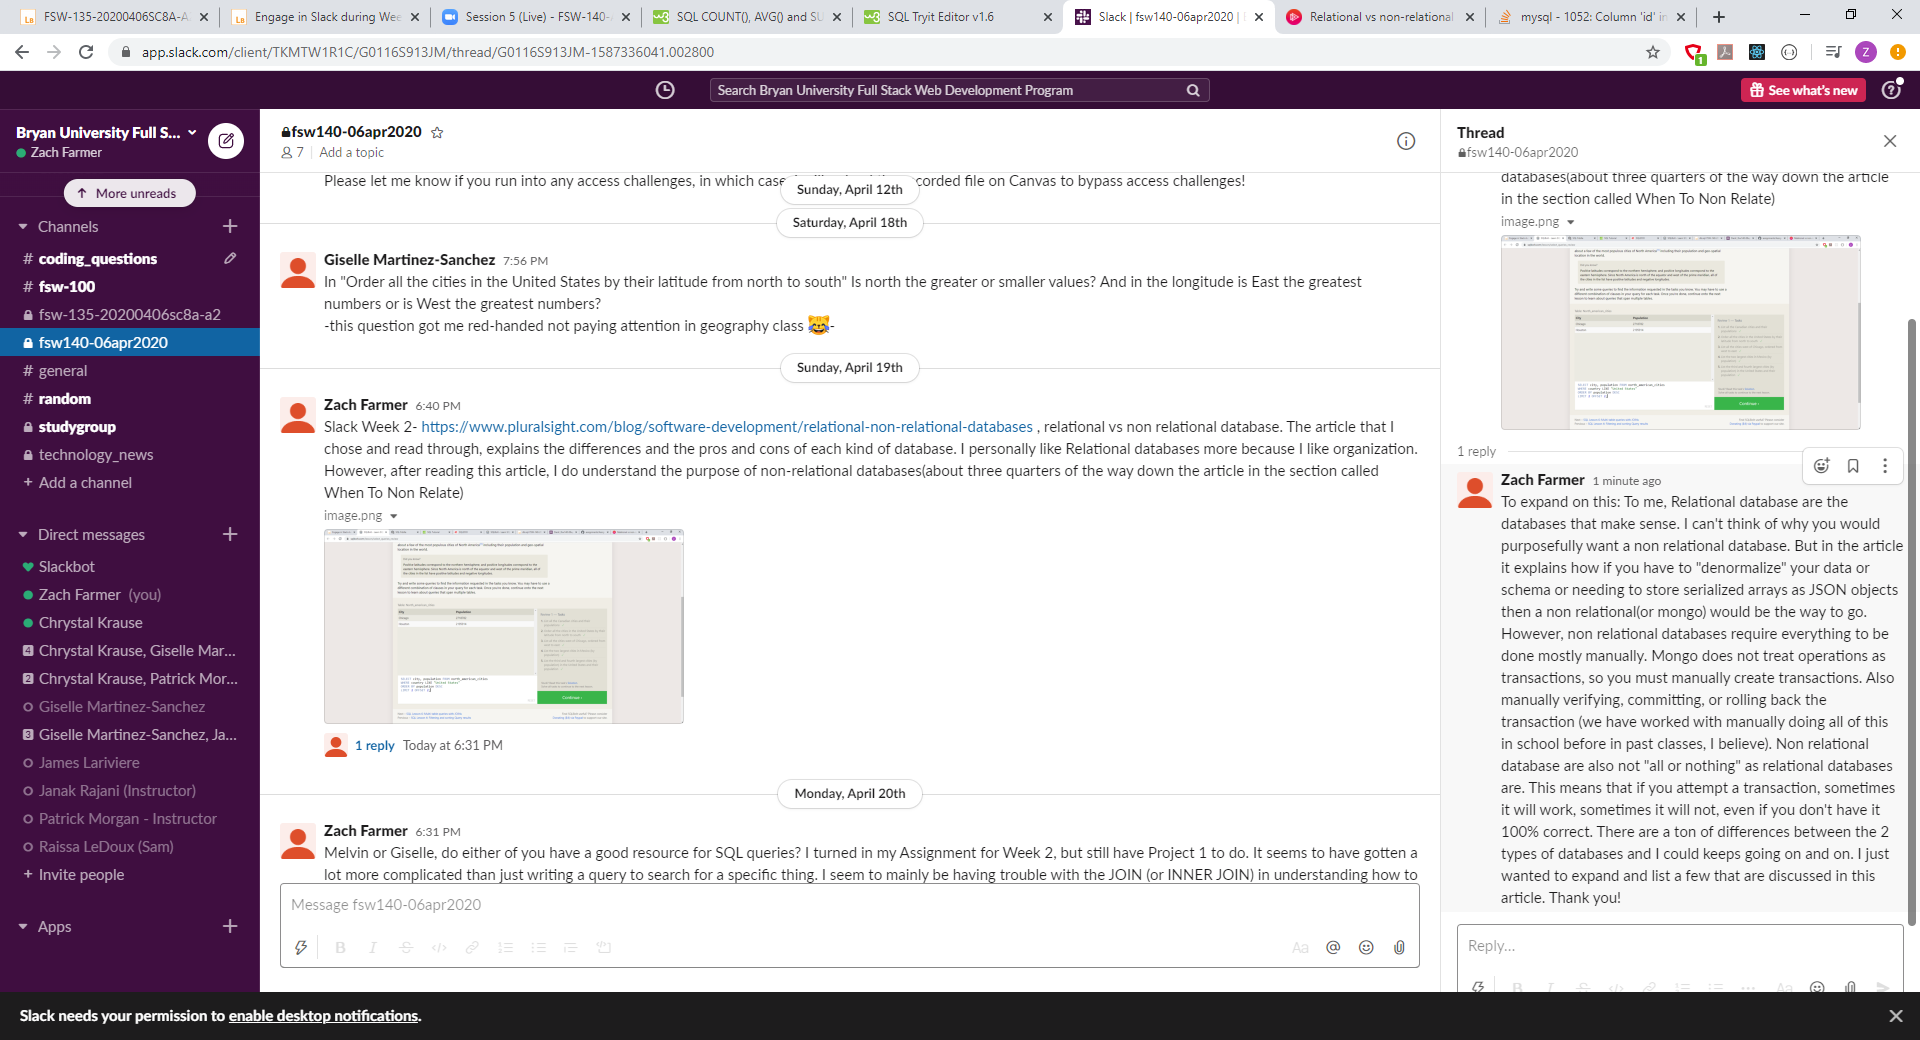 FSW-135-20200406SC8A-A
Engage in Slack during Wee
Session 5 (Live) - FSW-140-
SQL COUNT(), AVG() and SU
SQL Tryit Editor v1.6
Slack | fsw140-06apr2020 |
Relational vs non-relational
mysql - 1052: Column 'id' in
app.slack.com/client/TKMTW1R1C/G0116S913JM/thread/G0116S913JM-1587336041.002800
Search Bryan University Full Stack Web Development Program
See what's new
Bryan University Full S...
Zach Farmer
More unreads
Channels
# coding_questions
# fsw-100
fsw-135-20200406sc8a-a2
fsw140-06apr2020
# general
# random
studygroup
technology_news
+ Add a channel
Direct messages
Slackbot
Zach Farmer (you)
Chrystal Krause
4 Chrystal Krause, Giselle Mar...
2 Chrystal Krause, Patrick Mor...
Giselle Martinez-Sanchez
3 Giselle Martinez-Sanchez, Ja...
James Lariviere
Janak Rajani (Instructor)
Patrick Morgan - Instructor
Raissa LeDoux (Sam)
+ Invite people
Apps
fsw140-06apr2020
7 | Add a topic
Please let me know if you run into any access challenges, in which case corded file on Canvas to bypass access challenges!
Sunday, April 12th
Saturday, April 18th
Giselle Martinez-Sanchez 7:56 PM
In "Order all the cities in the United States by their latitude from north to south" Is north the greater or smaller values? And in the longitude is East the greatest
numbers or is West the greatest numbers?
-this question got me red-handed not paying attention in geography class 😹-
Sunday, April 19th
Zach Farmer 6:40 PM
Slack Week 2- https://www.pluralsight.com/blog/software-development/relational-non-relational-databases , relational vs non relational database. The article that I
chose and read through, explains the differences and the pros and cons of each kind of database. I personally like Relational databases more because I like organization.
However, after reading this article, I do understand the purpose of non-relational databases(about three quarters of the way down the article in the section called
When To Non Relate)
image.png
1 reply Today at 6:31 PM
Monday, April 20th
Zach Farmer 6:31 PM
Melvin or Giselle, do either of you have a good resource for SQL queries? I turned in my Assignment for Week 2, but still have Project 1 to do. It seems to have gotten a
lot more complicated than just writing a query to search for a specific thing. I seem to mainly be having trouble with the JOIN (or INNER JOIN) in understanding how to
Message fsw140-06apr2020
Thread
fsw140-06apr2020
databases(about three quarters of the way down the article
in the section called When To Non Relate)
image.png
1 reply
Zach Farmer 1 minute ago
To expand on this: To me, Relational database are the
databases that make sense. I can't think of why you would
purposefully want a non relational database. But in the article
it explains how if you have to "denormalize" your data or
schema or needing to store serialized arrays as JSON objects
then a non relational(or mongo) would be the way to go.
However, non relational databases require everything to be
done mostly manually. Mongo does not treat operations as
transactions, so you must manually create transactions. Also
manually verifying, committing, or rolling back the
transaction (we have worked with manually doing all of this
in school before in past classes, I believe). Non relational
database are also not "all or nothing" as relational databases
are. This means that if you attempt a transaction, sometimes
it will work, sometimes it will not, even if you don't have it
100% correct. There are a ton of differences between the 2
types of databases and I could keeps going on and on. I just
wanted to expand and list a few that are discussed in this
article. Thank you!
Reply...
Slack needs your permission to enable desktop notifications.